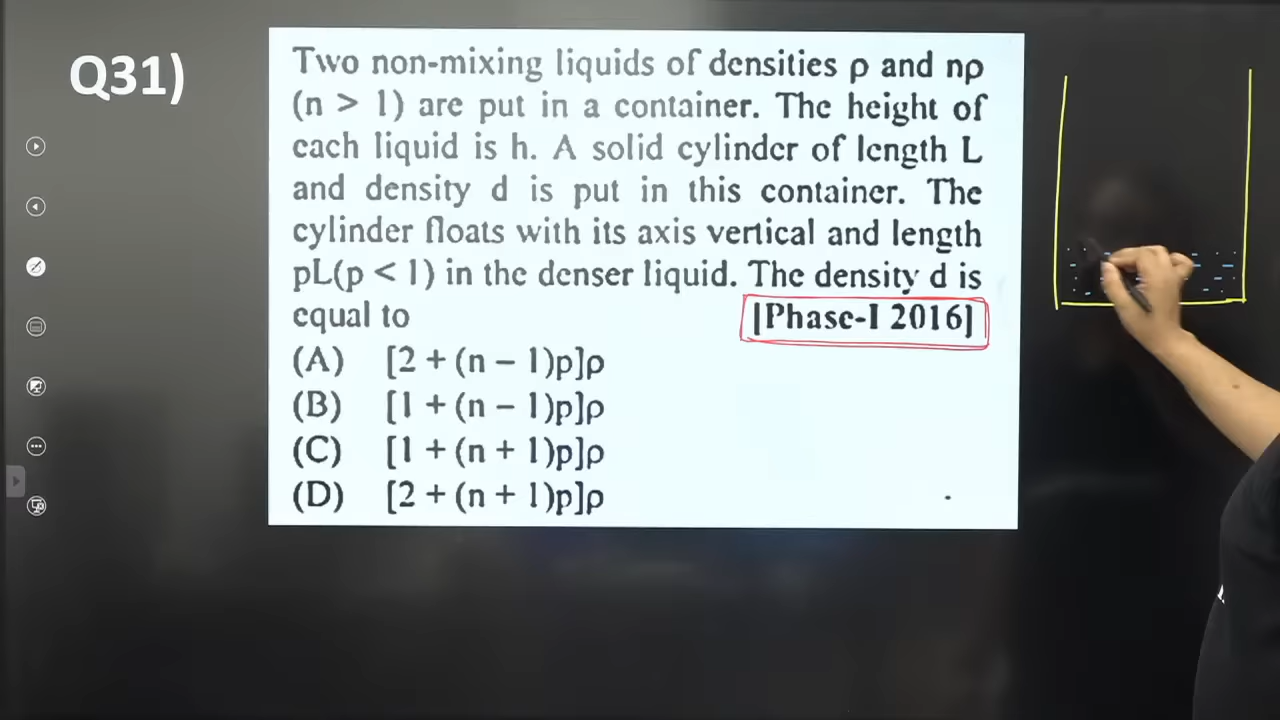 Q31)
Two non-mixing liquids of densities ρ and nρ
(n > 1) are put in a container. The height of
each liquid is h. A solid cylinder of length L
and density d is put in this container. The
cylinder floats with its axis vertical and length
pL(p < 1) in the denser liquid. The density d is
equal to [Phase-I 2016]
(A) [2 + (n – 1)p]ρ
(B) [1 + (n – 1)p]ρ
(C) [1 + (n + 1)p]ρ
(D) [2 + (n + 1)p]ρ